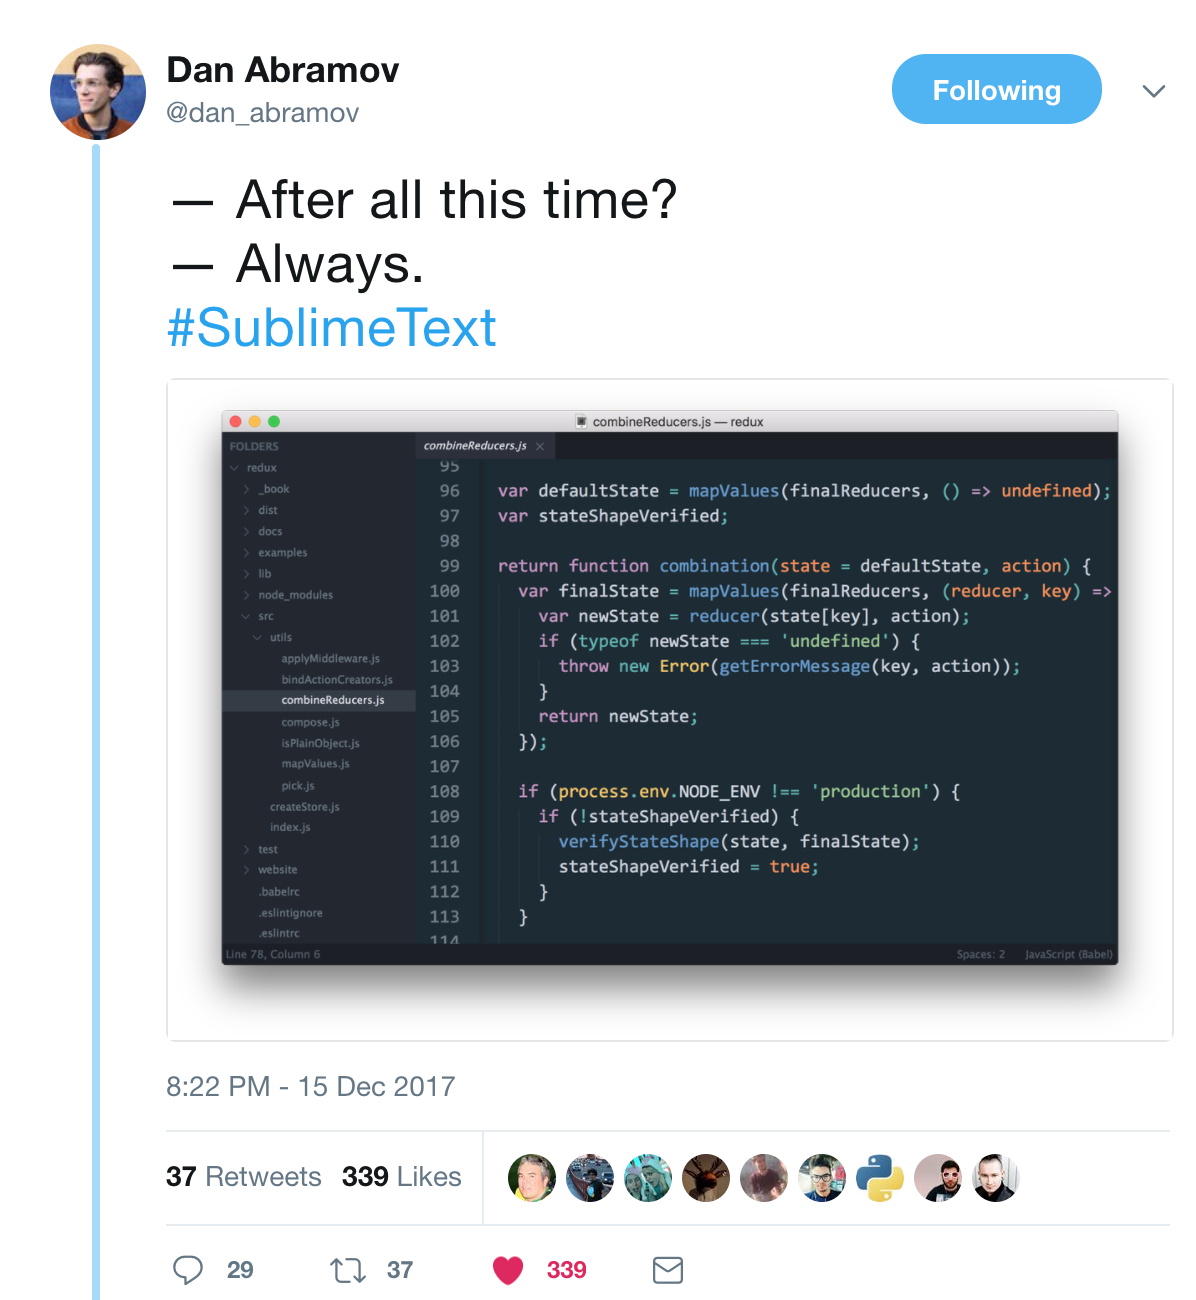 Dan Abramov
@dan_abramov
Following
— After all this time?
— Always.
#SublimeText
combineReducers.js — redux
FOLDERS
redux
_book
dist
docs
examples
lib
node_modules
src
utils
applyMiddleware.js
bindActionCreators.js
combineReducers.js
compose.js
isPlainObject.js
mapValues.js
pick.js
createStore.js
index.js
test
website
.babelrc
.eslintignore
.eslintrc
combineReducers.js ×
95
96 var defaultState = mapValues(finalReducers, () => undefined);
97 var stateShapeVerified;
98
99 return function combination(state = defaultState, action) {
100 var finalState = mapValues(finalReducers, (reducer, key) =>
101 var newState = reducer(state[key], action);
102 if (typeof newState === 'undefined') {
103 throw new Error(getErrorMessage(key, action));
104 }
105 return newState;
106 });
107
108 if (process.env.NODE_ENV !== 'production') {
109 if (!stateShapeVerified) {
110 verifyStateShape(state, finalState);
111 stateShapeVerified = true;
112 }
113 }
114
Line 78, Column 6
Spaces: 2 JavaScript (Babel)
8:22 PM - 15 Dec 2017
37 Retweets 339 Likes
29 37 339